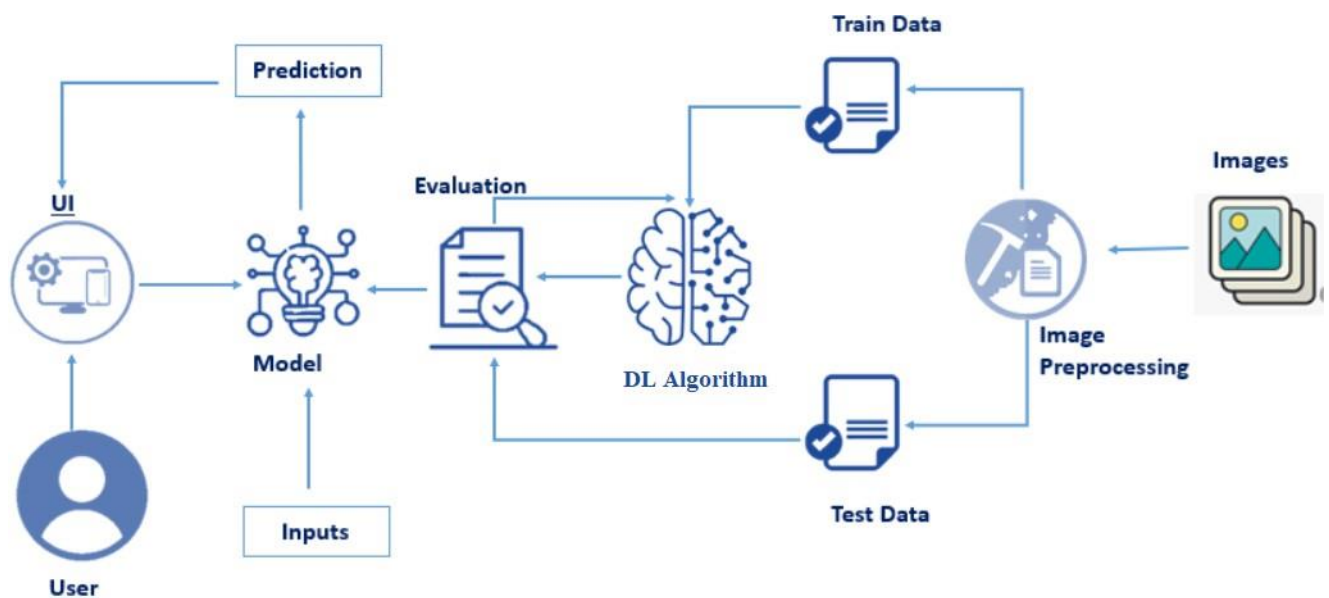 Train Data
Prediction
Images
Evaluation
UI
Model
DL Algorithm
Image
Preprocessing
Inputs
Test Data
User